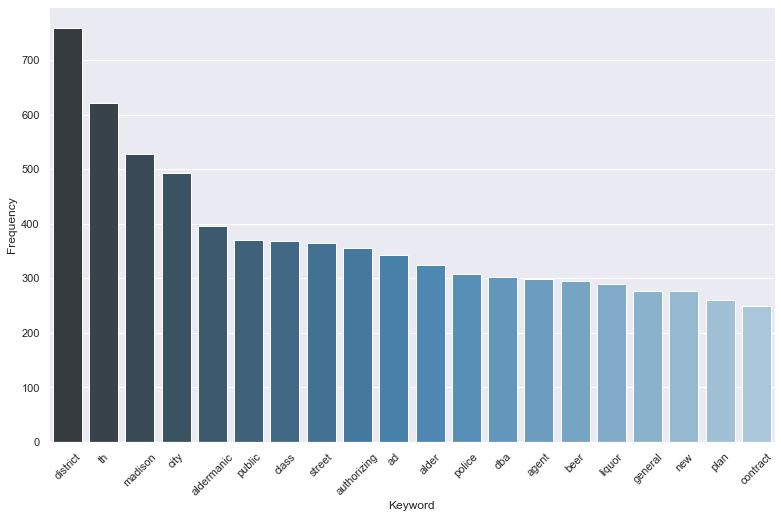 Frequency
700
600
500
400
300
200
100
0
district th madison city aldermanic public class street authorizing ad alder police dba agent beer liquor general new plan contract
Keyword